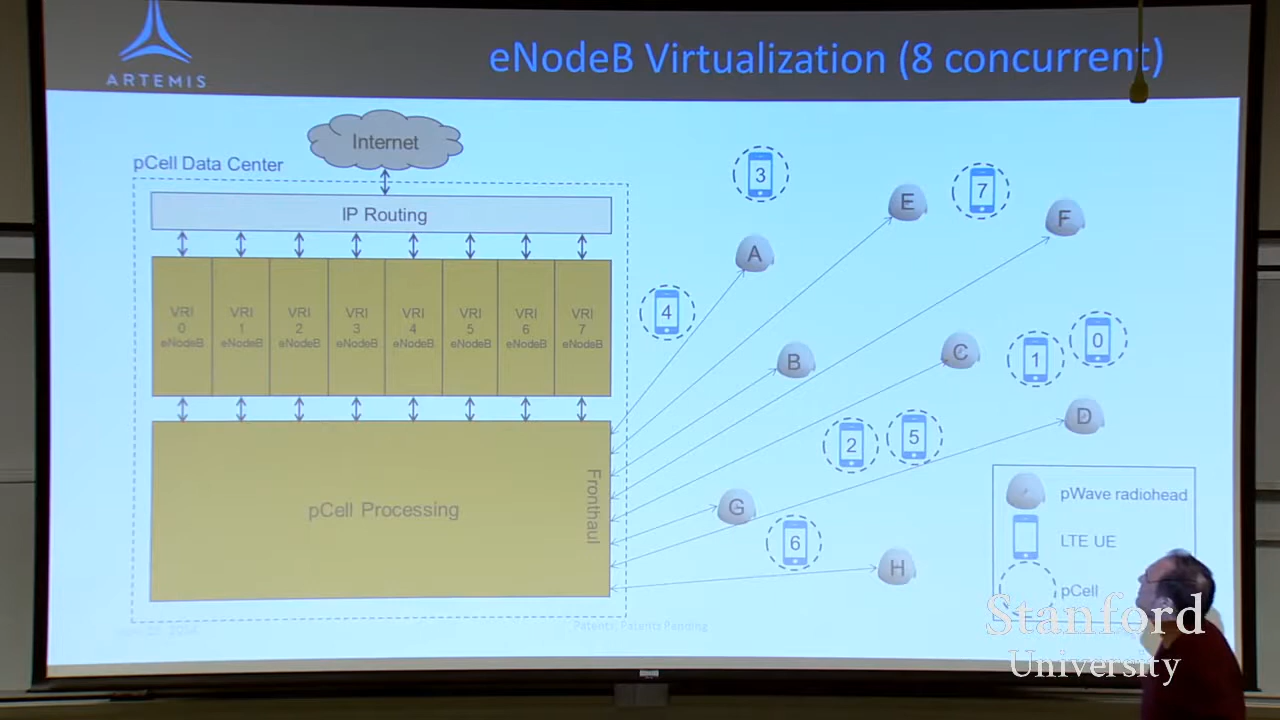 ARTEMIS
eNodeB Virtualization (8 concurrent)
Internet
pCell Data Center
IP Routing
VRI 0 eNodeB
VRI 1 eNodeB
VRI 2 eNodeB
VRI 3 eNodeB
VRI 4 eNodeB
VRI 5 eNodeB
VRI 6 eNodeB
VRI 7 eNodeB
pCell Processing
Fronthaul
3
E
7
F
A
4
B
C
1
0
2
5
D
G
6
H
pWave radiohead
LTE UE
pCell
Patents, Patents Pending
Stanford
University